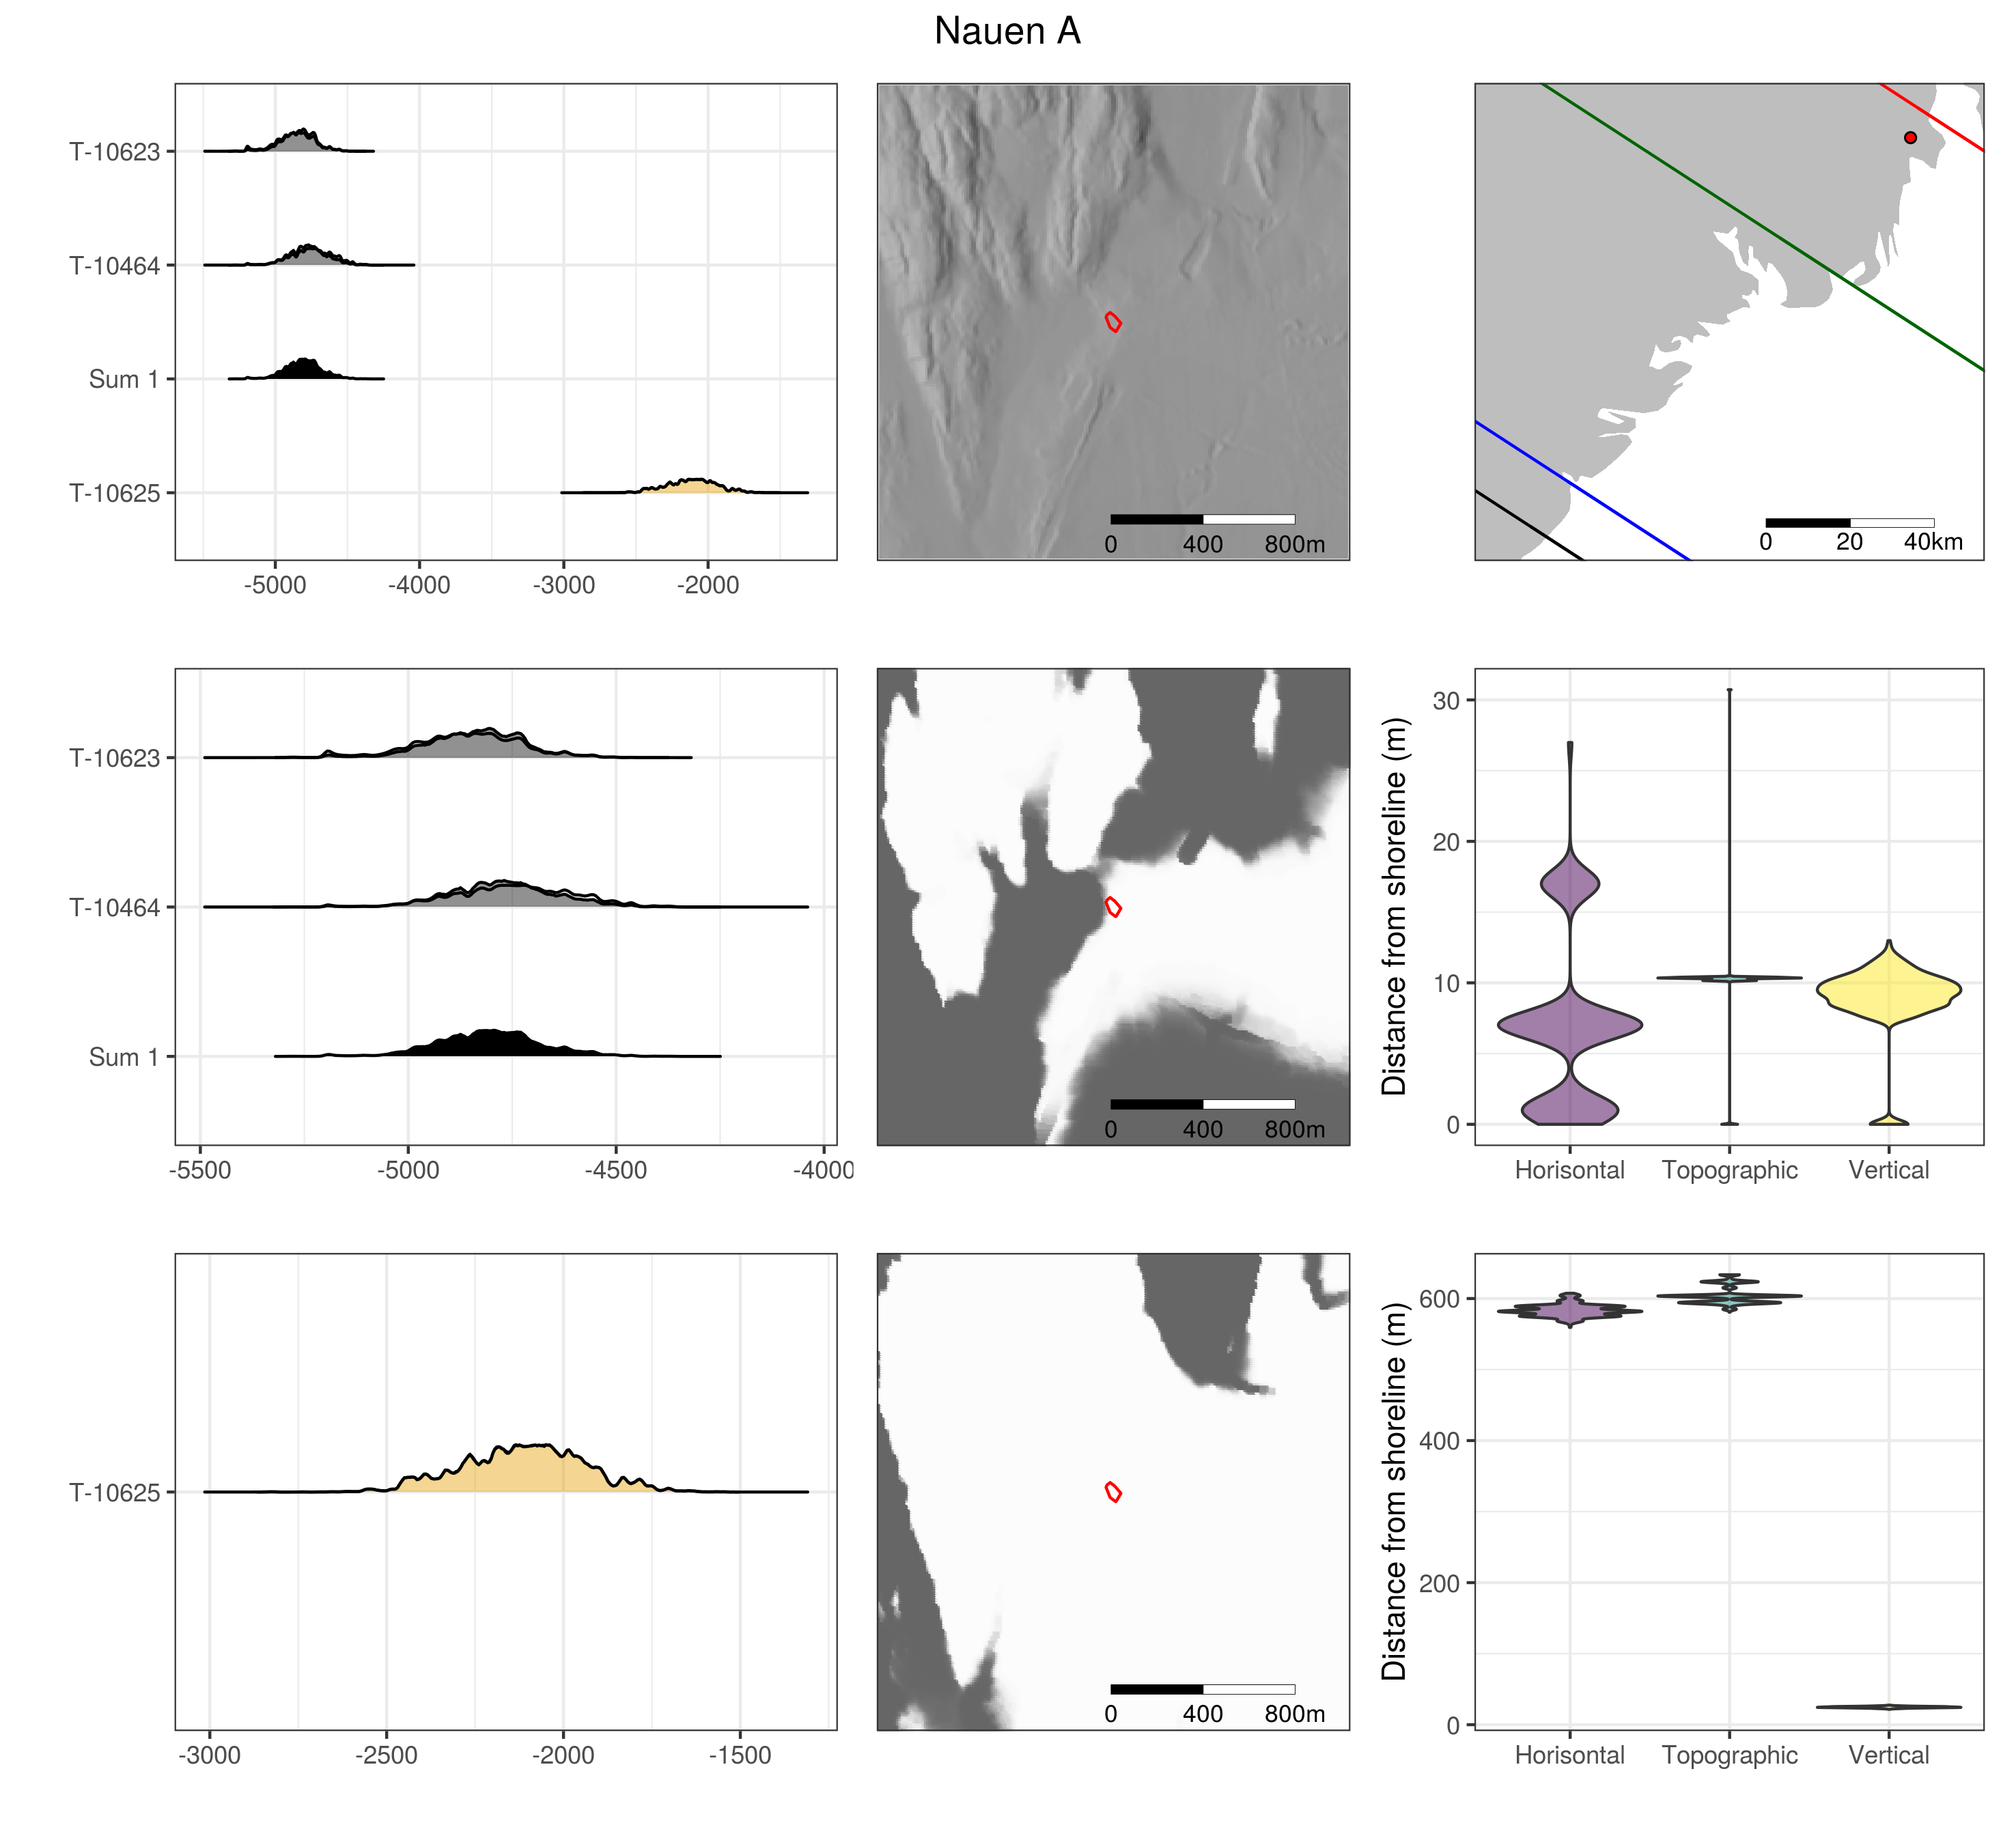 Nauen A
T-10623
T-10464
Sum 1
T-10625
-5000 -4000 -3000 -2000
0 400 800m
0 20 40km
T-10623
T-10464
Sum 1
-5500 -5000 -4500 -4000
0 400 800m
Distance from shoreline (m)
30
20
10
0
Horisontal Topographic Vertical
T-10625
-3000 -2500 -2000 -1500
0 400 800m
Distance from shoreline (m)
600
400
200
0
Horisontal Topographic Vertical